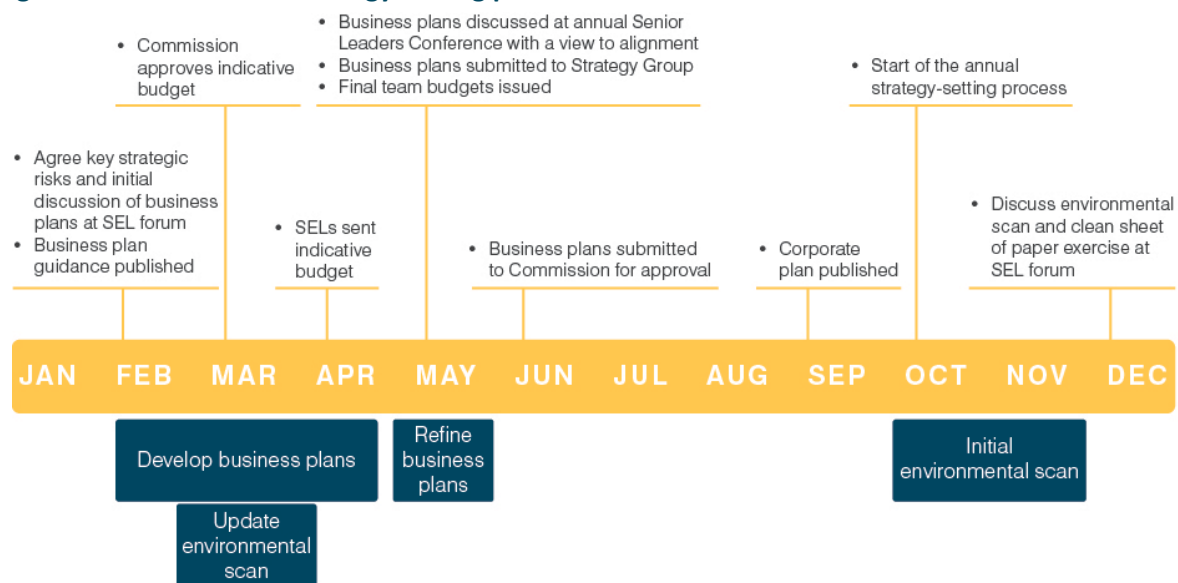 • Business plans discussed at annual Senior
Leaders Conference with a view to alignment
• Business plans submitted to Strategy Group
• Final team budgets issued
• Commission
approves indicative
budget
• Start of the annual
strategy-setting process
• Agree key strategic
risks and initial
discussion of business
plans at SEL forum
• Business plan
guidance published
• SELs sent
indicative
budget
• Business plans submitted
to Commission for approval
• Corporate
plan published
• Discuss environmental
scan and clean sheet
of paper exercise at
SEL forum
JAN FEB MAR APR MAY JUN JUL AUG SEP OCT NOV DEC
Develop business plans
Refine
business
plans
Initial
environmental scan
Update
environmental
scan